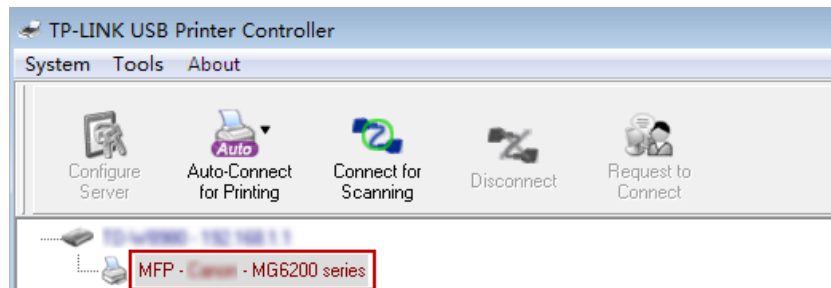 TP-LINK USB Printer Controller
System Tools About
Auto
Configure Server
Auto-Connect for Printing
Connect for Scanning
Disconnect
Request to Connect
MFP - - MG6200 series